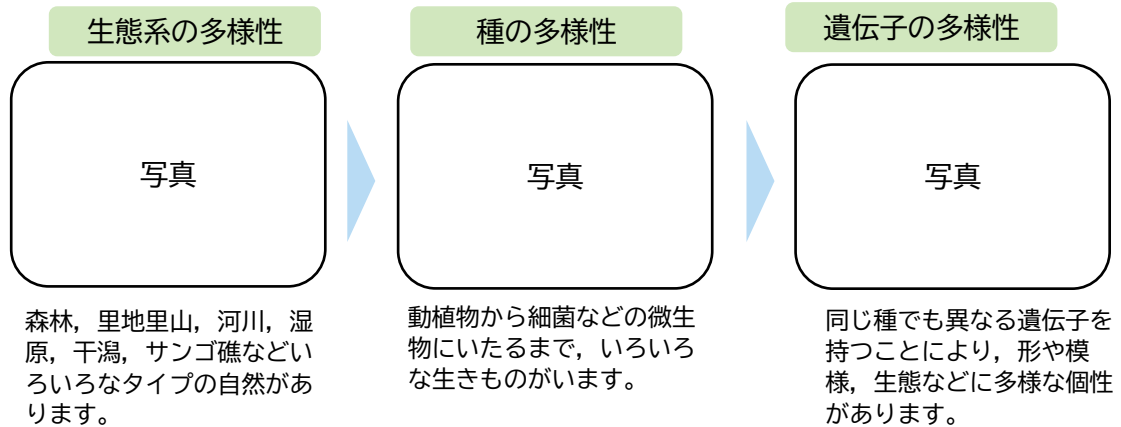 生態系の多様性
写真
森林，里地里山，河川，湿
原，干潟，サンゴ礁などい
ろいろなタイプの自然があ
ります。
種の多様性
写真
動植物から細菌などの微生
物にいたるまで，いろいろ
な生きものがいます。
遺伝子の多様性
写真
同じ種でも異なる遺伝子を
持つことにより，形や模
様，生態などに多様な個性
があります。